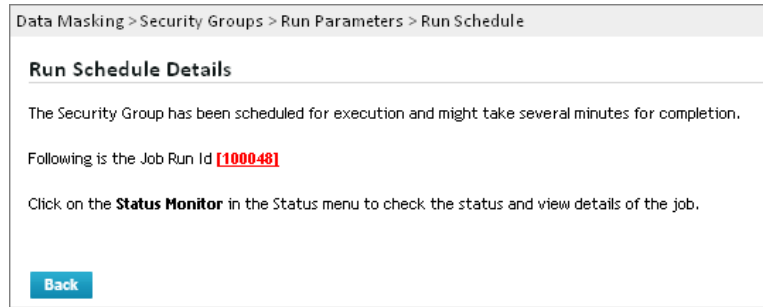 Data Masking > Security Groups > Run Parameters > Run Schedule
Run Schedule Details
The Security Group has been scheduled for execution and might take several minutes for completion.
Following is the Job Run Id [100048]
Click on the Status Monitor in the Status menu to check the status and view details of the job.
Back